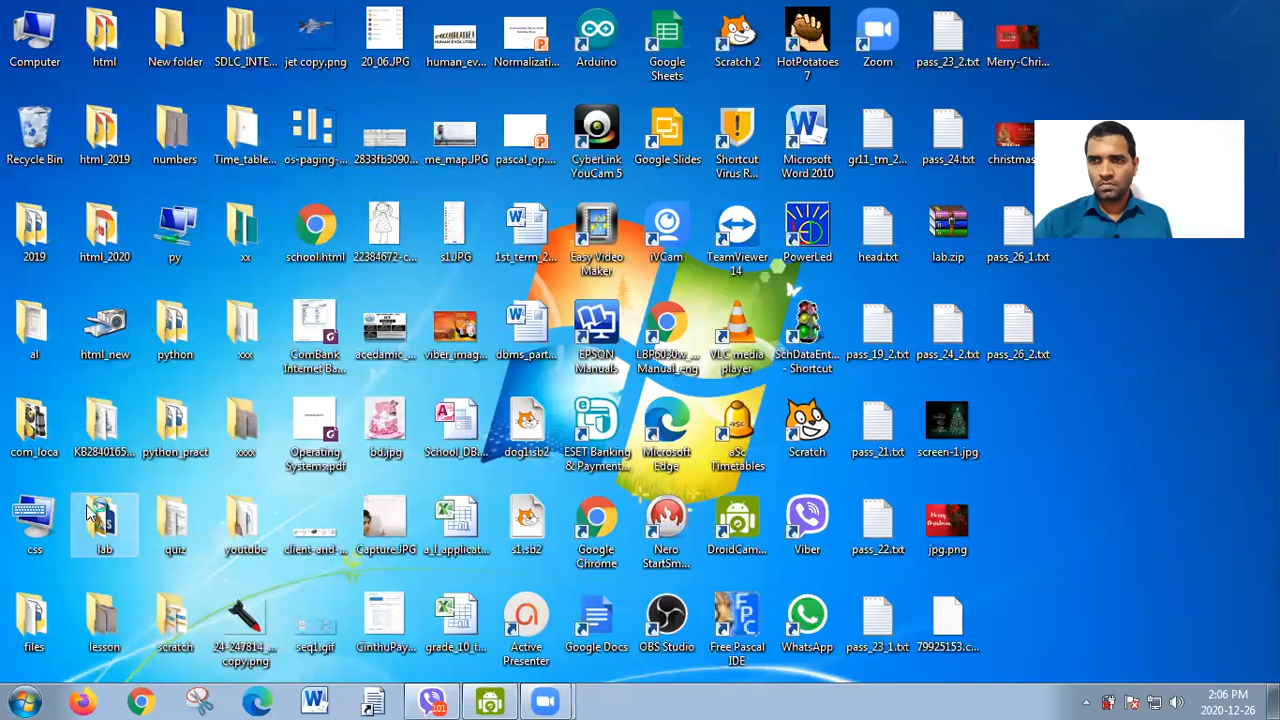 Computer
html
New folder
SDLC_INTE...
jet copy.png
20_06.JPG
human_ev...
Normalizati...
Arduino
Google Sheets
Scratch 2
HotPotatoes 7
Zoom
pass_23_2.txt
Merry-Chri...
Recycle Bin
html_2019
numbers
Time_table...
os-paging-...
2833fb3090...
me_map.JPG
pascal_op....
CyberLink YouCam 5
Google Slides
Shortcut Virus R...
Microsoft Word 2010
gr11_tm_2...
pass_24.txt
christmas
2019
html_2020
py
xx
school.html
22384672-c...
s1.JPG
1st_term_2...
Easy Video Maker
iVCam
TeamViewer 14
PowerLed
head.txt
lab.zip
pass_26_1.txt
al
html_new
python
xxx
ComBank Internet Ba...
acedamic_...
viber_imag...
dbms_part...
EPSON Manuals
LBP6030w_... Manual_eng
VLC media player
SchDataEnt... - Shortcut
pass_19_2.txt
pass_24_2.txt
pass_26_2.txt
com_loca
KB2840165...
python_prast
xxxx
Operating Systems.pdf
bd.jpg
School_DB...
dog1.sb2
ESET Banking & Payment...
Microsoft Edge
aSc Timetables
Scratch
pass_21.txt
screen-1.jpg
css
lab
quiz
client-and-...
Capture.JPG
a_l_applicat...
s1.sb2
Google Chrome
Nero StartSm...
DroidCam...
Viber
pass_22.txt
jpg.png
files
lesson
scratch
seq1.gif
CinthuPay...
grade_10_t...
Active Presenter
Google Docs
OBS Studio
Free Pascal IDE
WhatsApp
pass_23_1.txt
79925153.c...
101
2:06 PM
2020-12-26